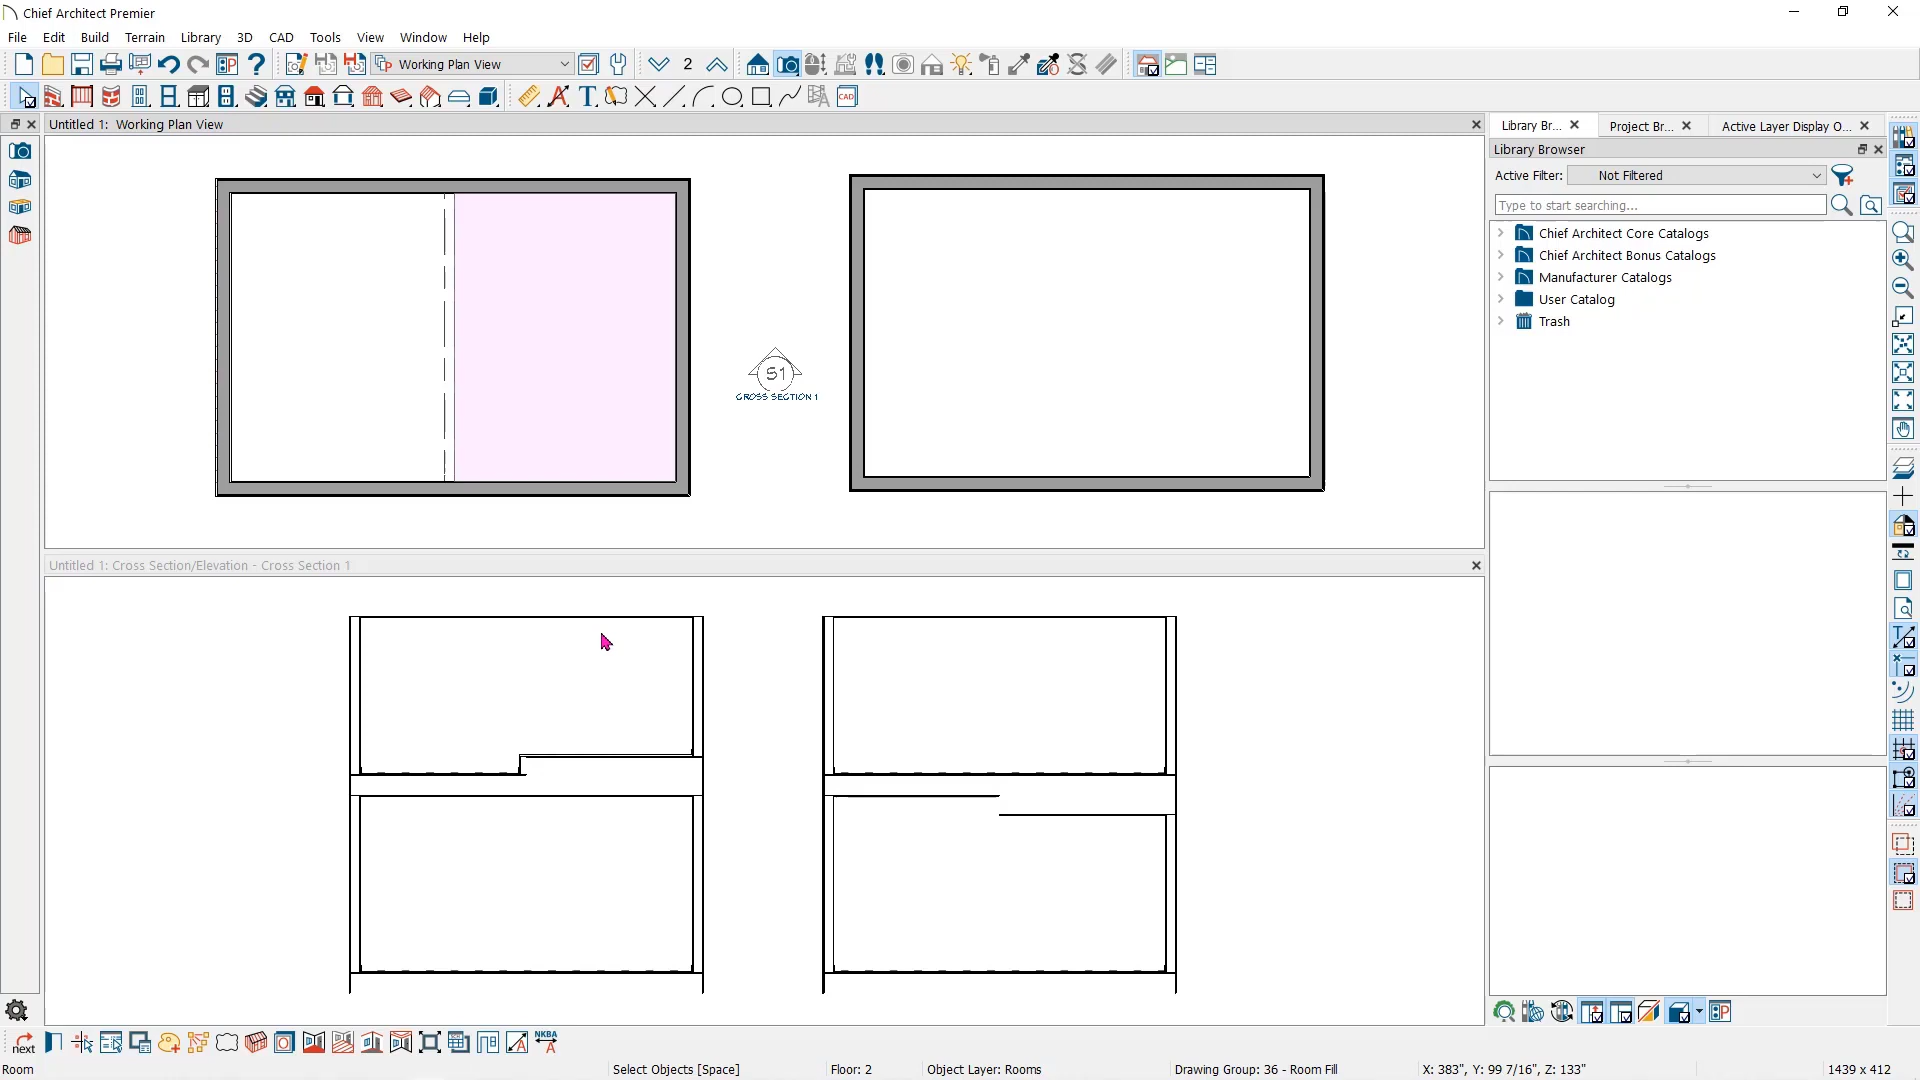 Chief Architect Premier
File Edit Build Terrain Library 3D CAD Tools View Window Help
Working Plan View 2
CAD
Untitled 1: Working Plan View
Library Br... Project Br... Active Layer Display O...
Library Browser
Active Filter: Not Filtered
Type to start searching...
Chief Architect Core Catalogs
Chief Architect Bonus Catalogs
Manufacturer Catalogs
User Catalog
Trash
S1
CROSS SECTION 1
Untitled 1: Cross Section/Elevation - Cross Section 1
next
NKBA
A
Room Select Objects [Space] Floor: 2 Object Layer: Rooms Drawing Group: 36 - Room Fill X: 383", Y: 99 7/16", Z: 133" 1439 x 412